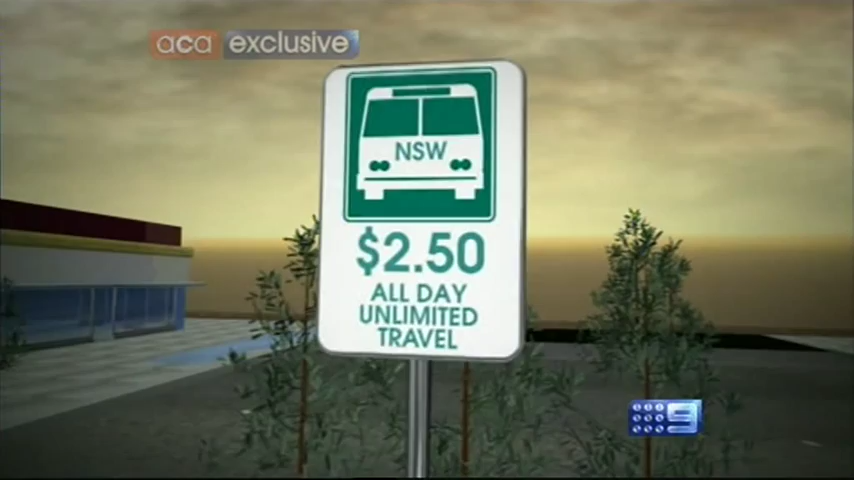 aca exclusive
NSW
$2.50
ALL DAY
UNLIMITED
TRAVEL
9